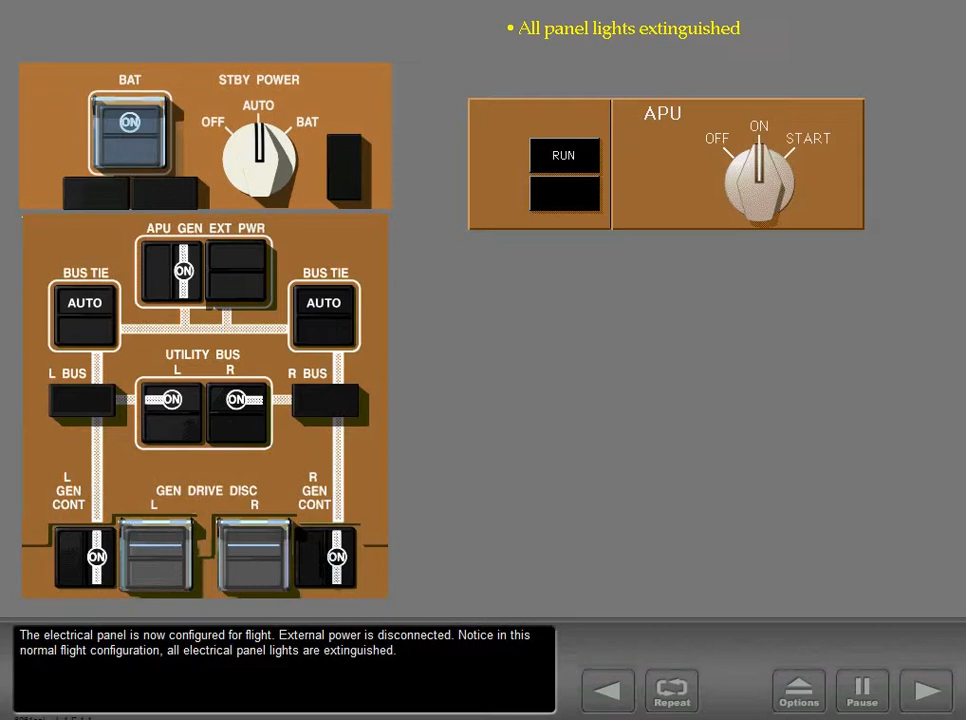 • All panel lights extinguished
BAT
STBY POWER
AUTO
OFF
BAT
ON
APU
ON
OFF
START
RUN
APU GEN EXT PWR
ON
BUS TIE
BUS TIE
AUTO
AUTO
UTILITY BUS
L
R
L BUS
R BUS
ON
ON
L
GEN
CONT
GEN DRIVE DISC
L
R
R
GEN
CONT
ON
ON
The electrical panel is now configured for flight. External power is disconnected. Notice in this
normal flight configuration, all electrical panel lights are extinguished.
Repeat
Options
Pause